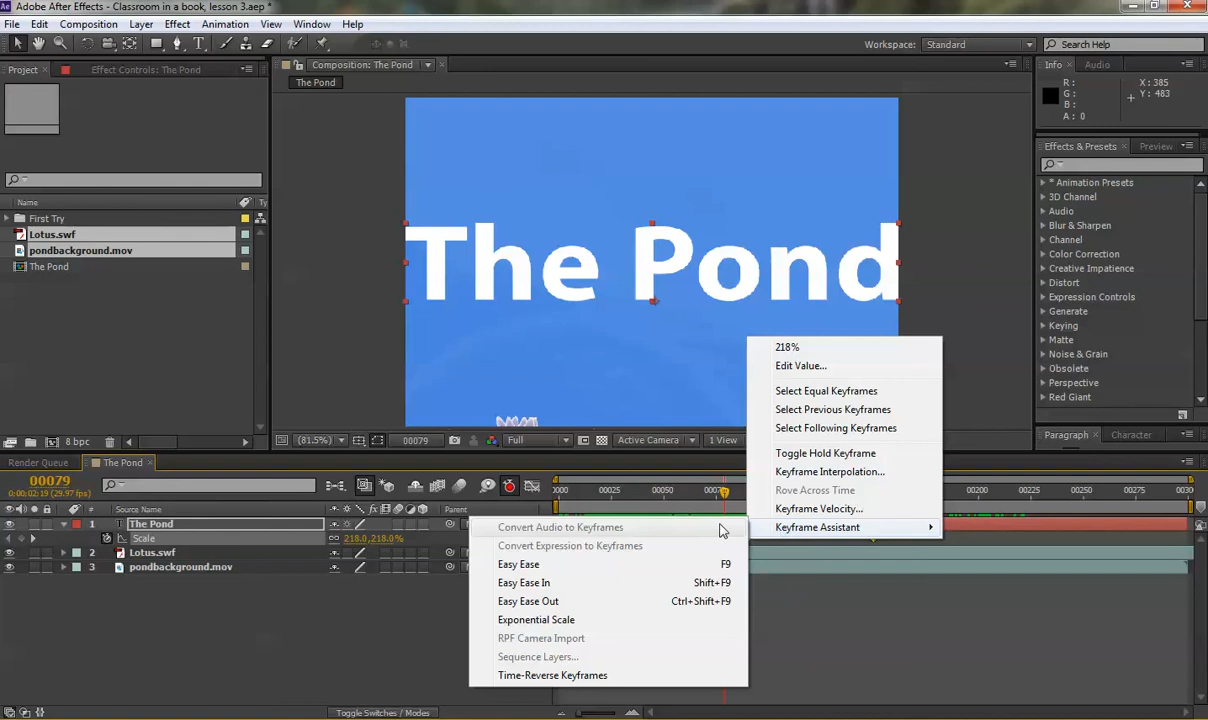 Adobe After Effects - Classroom in a book, lesson 3.aep *
File Edit Composition Layer Effect Animation View Window Help
Workspace: Standard Search Help
Project Effect Controls: The Pond Composition: The Pond Info Audio
The Pond
R: X: 385
G: Y: 483
B:
A: 0
Effects & Presets Preview
Name Ty
First Try
Lotus.swf
pondbackground.mov
The Pond
* Animation Presets
3D Channel
Audio
Blur & Sharpen
Channel
Color Correction
Creative Impatience
Distort
Expression Controls
Generate
Keying
Matte
Noise & Grain
Obsolete
Perspective
Red Giant
Paragraph Character
The Pond
8 bpc (81.5%) 00079 Full Active Camera 1 View
218%
Edit Value...
Select Equal Keyframes
Select Previous Keyframes
Select Following Keyframes
Toggle Hold Keyframe
Keyframe Interpolation...
Rove Across Time
Keyframe Velocity...
Keyframe Assistant
Render Queue The Pond
00079
0:00:02:19 (29.97 fps)
0000 00025 00050 00200 00225 00250 00275 00300
# Source Name Parent
1 T The Pond
Scale 218.0, 218.0%
2 Lotus.swf
3 pondbackground.mov
Convert Audio to Keyframes
Convert Expression to Keyframes
Easy Ease F9
Easy Ease In Shift+F9
Easy Ease Out Ctrl+Shift+F9
Exponential Scale
RPF Camera Import
Sequence Layers...
Time-Reverse Keyframes
Toggle Switches / Modes